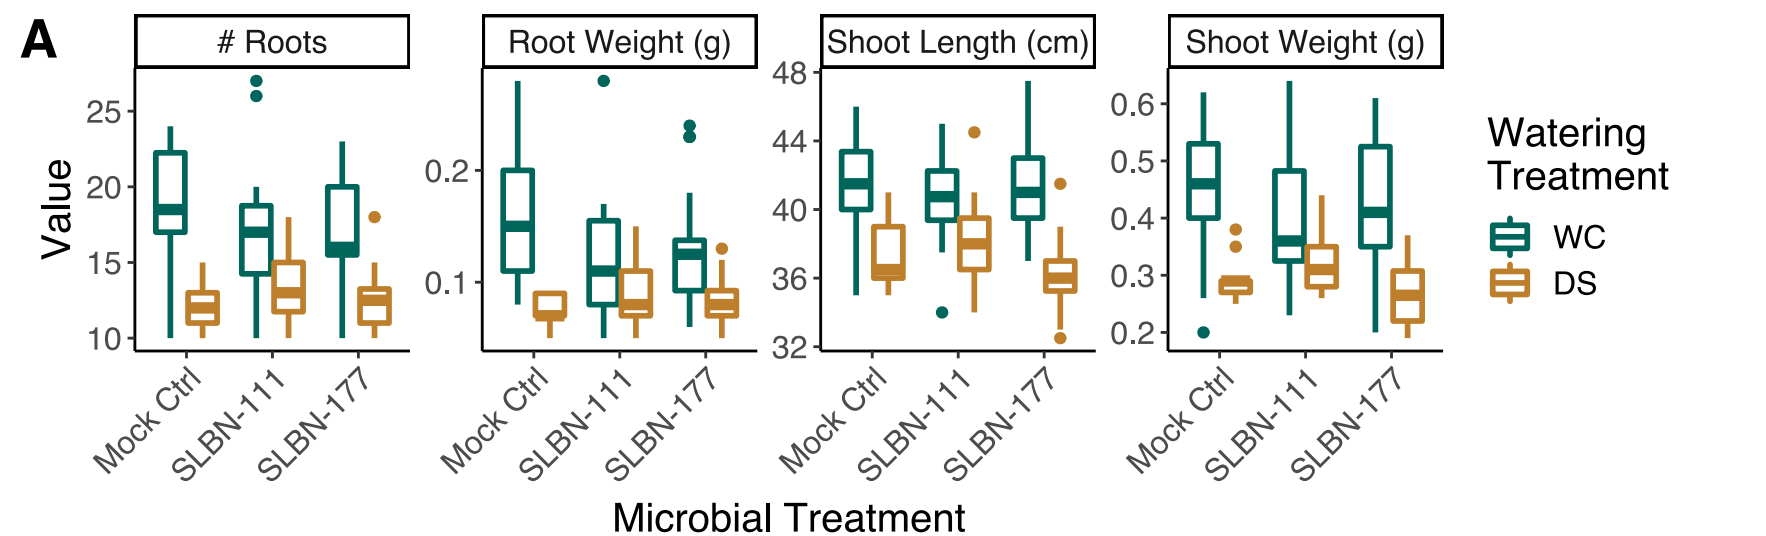 A
# Roots
Root Weight (g)
Shoot Length (cm)
Shoot Weight (g)
Value
25
20
15
10
0.2
0.1
48
44
40
36
32
0.6
0.5
0.4
0.3
0.2
Mock Ctrl
SLBN-111
SLBN-177
Mock Ctrl
SLBN-111
SLBN-177
Mock Ctrl
SLBN-111
SLBN-177
Mock Ctrl
SLBN-111
SLBN-177
Microbial Treatment
Watering
Treatment
WC
DS